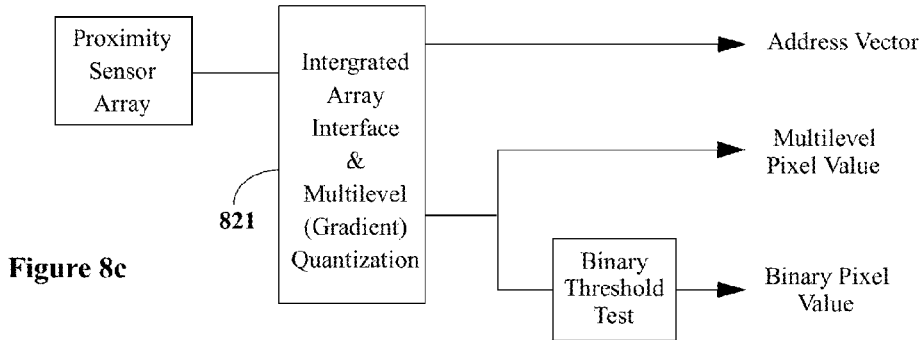 Proximity
Sensor
Array
Intergrated
Array
Interface
&
Multilevel
(Gradient)
Quantization
821
Address Vector
Multilevel
Pixel Value
Binary
Threshold
Test
Binary Pixel
Value
Figure 8c